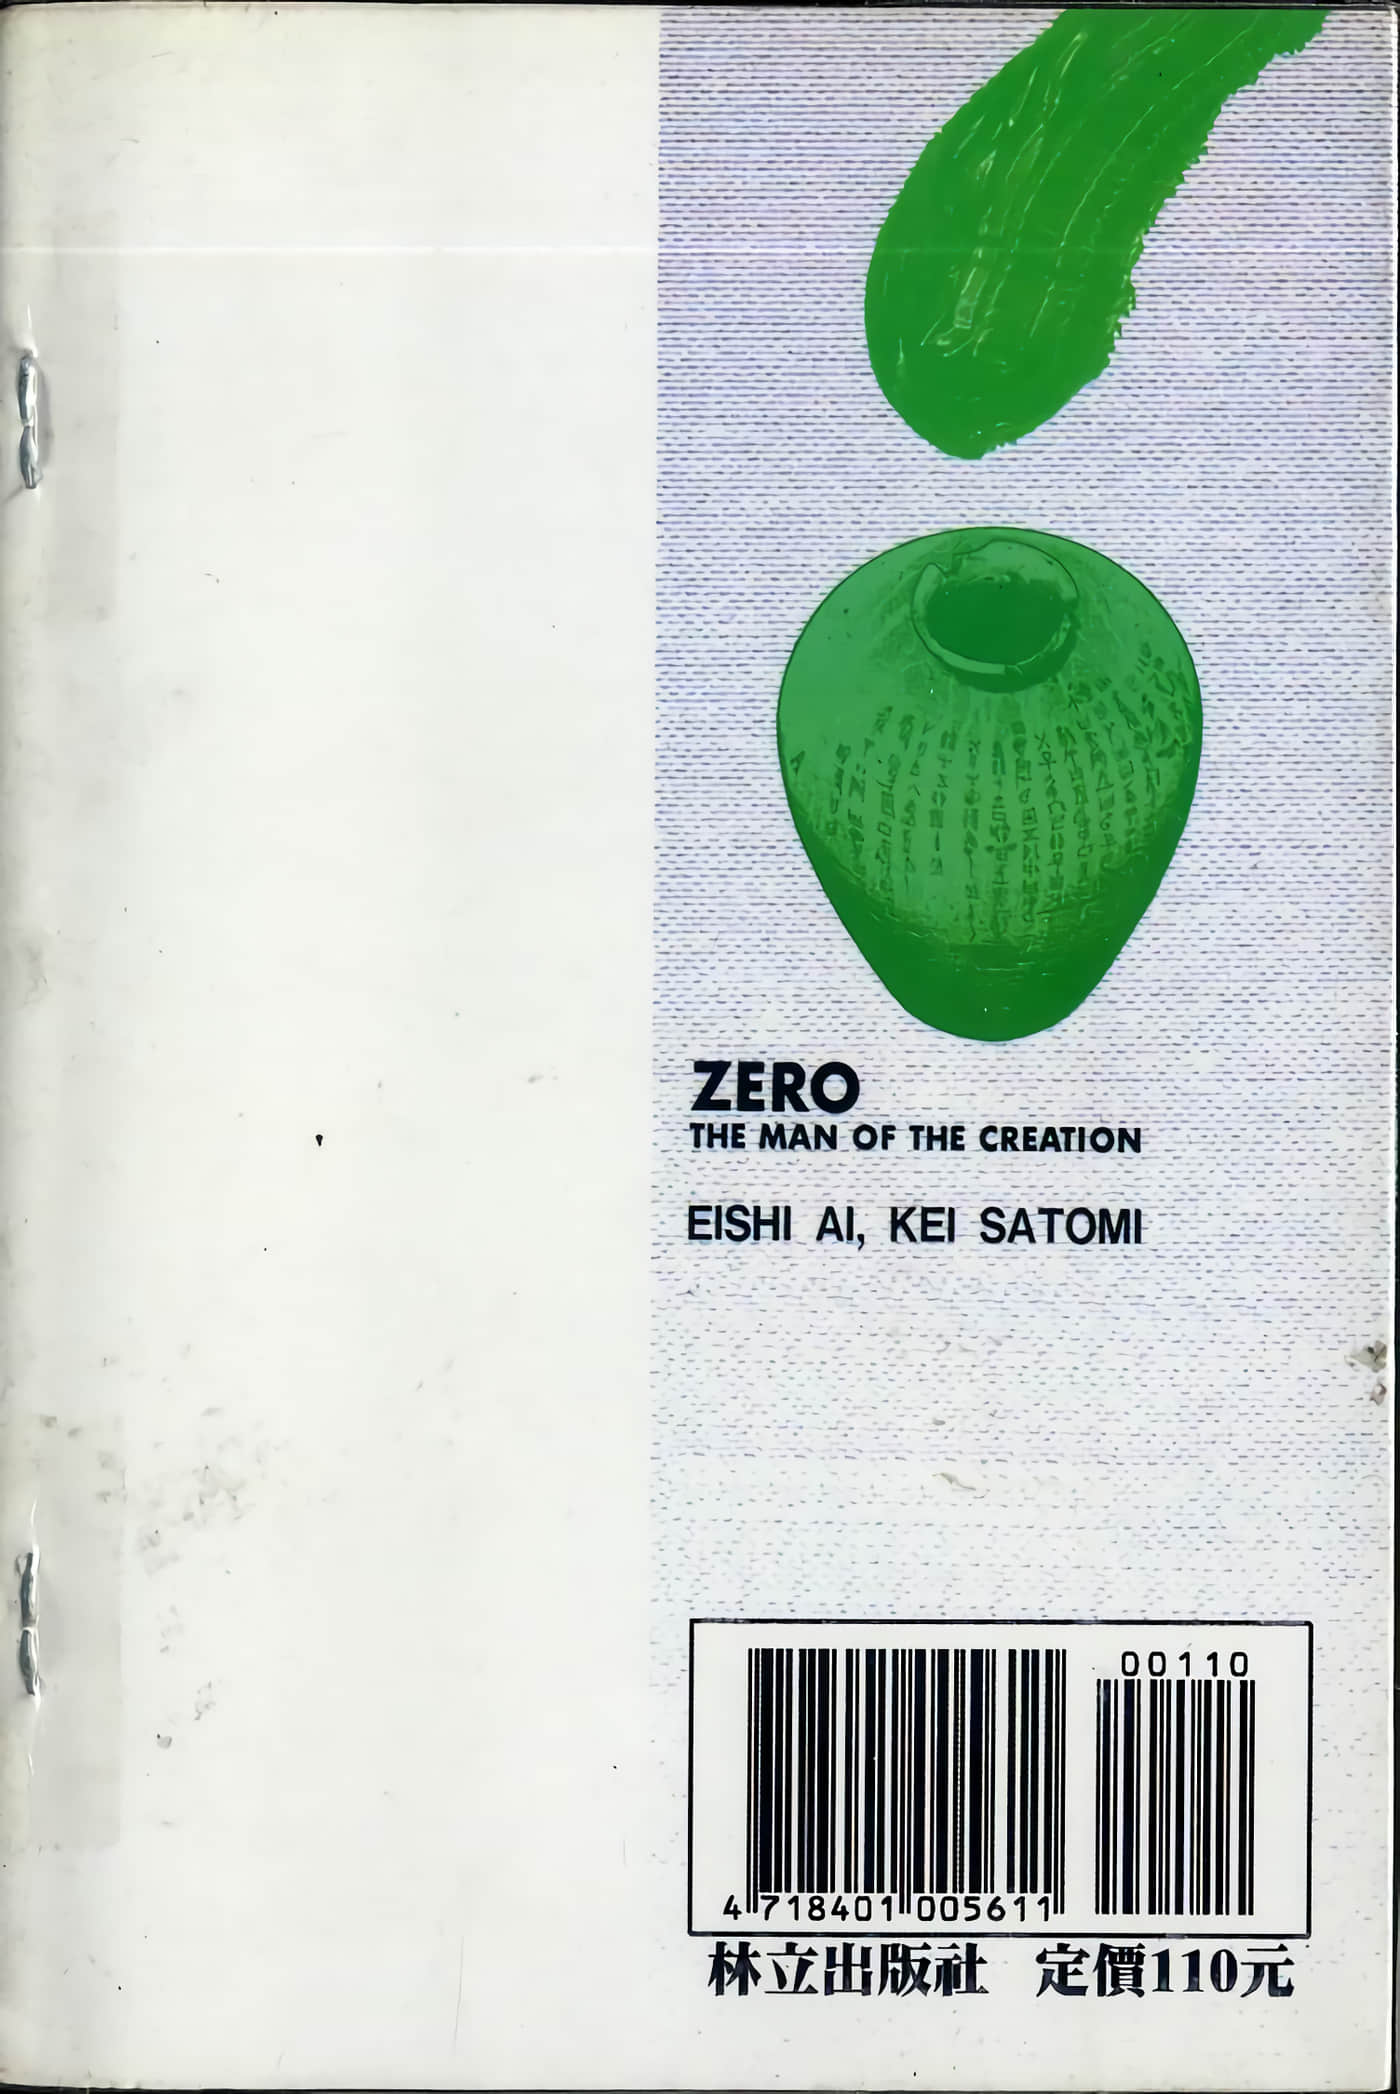 ZERO
THE MAN OF THE CREATION
EISHI AI, KEI SATOMI
00110
4 718401 005611
林立出版社 定價110元